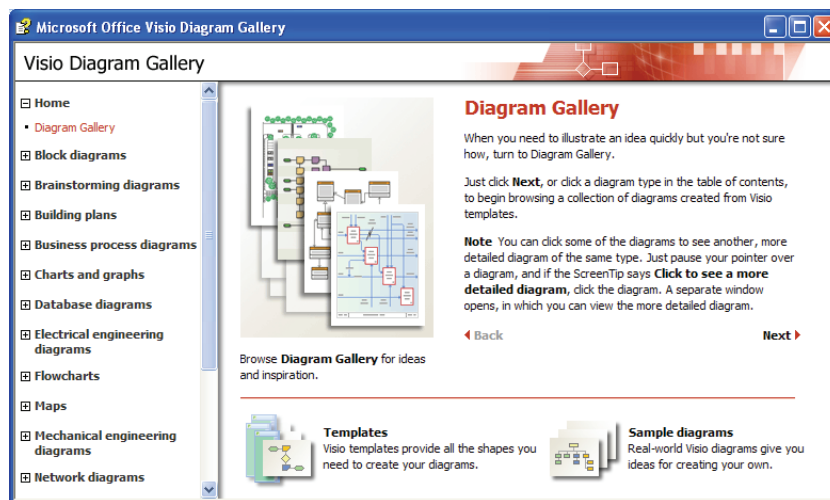 Microsoft Office Visio Diagram Gallery
Visio Diagram Gallery
Home
Diagram Gallery
Block diagrams
Brainstorming diagrams
Building plans
Business process diagrams
Charts and graphs
Database diagrams
Electrical engineering
diagrams
Flowcharts
Maps
Mechanical engineering
diagrams
Network diagrams
Browse Diagram Gallery for ideas
and inspiration.
Diagram Gallery
When you need to illustrate an idea quickly but you're not sure
how, turn to Diagram Gallery.
Just click Next, or click a diagram type in the table of contents,
to begin browsing a collection of diagrams created from Visio
templates.
Note You can click some of the diagrams to see another, more
detailed diagram of the same type. Just pause your pointer over
a diagram, and if the ScreenTip says Click to see a more
detailed diagram, click the diagram. A separate window
opens, in which you can view the more detailed diagram.
Back
Next
Templates
Visio templates provide all the shapes you
need to create your diagrams.
Sample diagrams
Real-world Visio diagrams give you
ideas for creating your own.